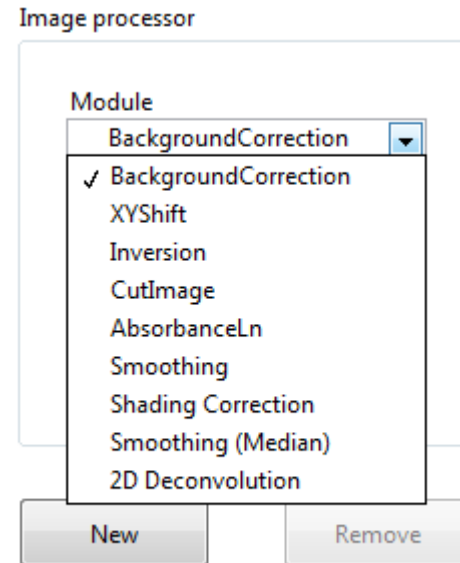 Image processor
Module
BackgroundCorrection
BackgroundCorrection
XYShift
Inversion
CutImage
AbsorbanceLn
Smoothing
Shading Correction
Smoothing (Median)
2D Deconvolution
New Remove